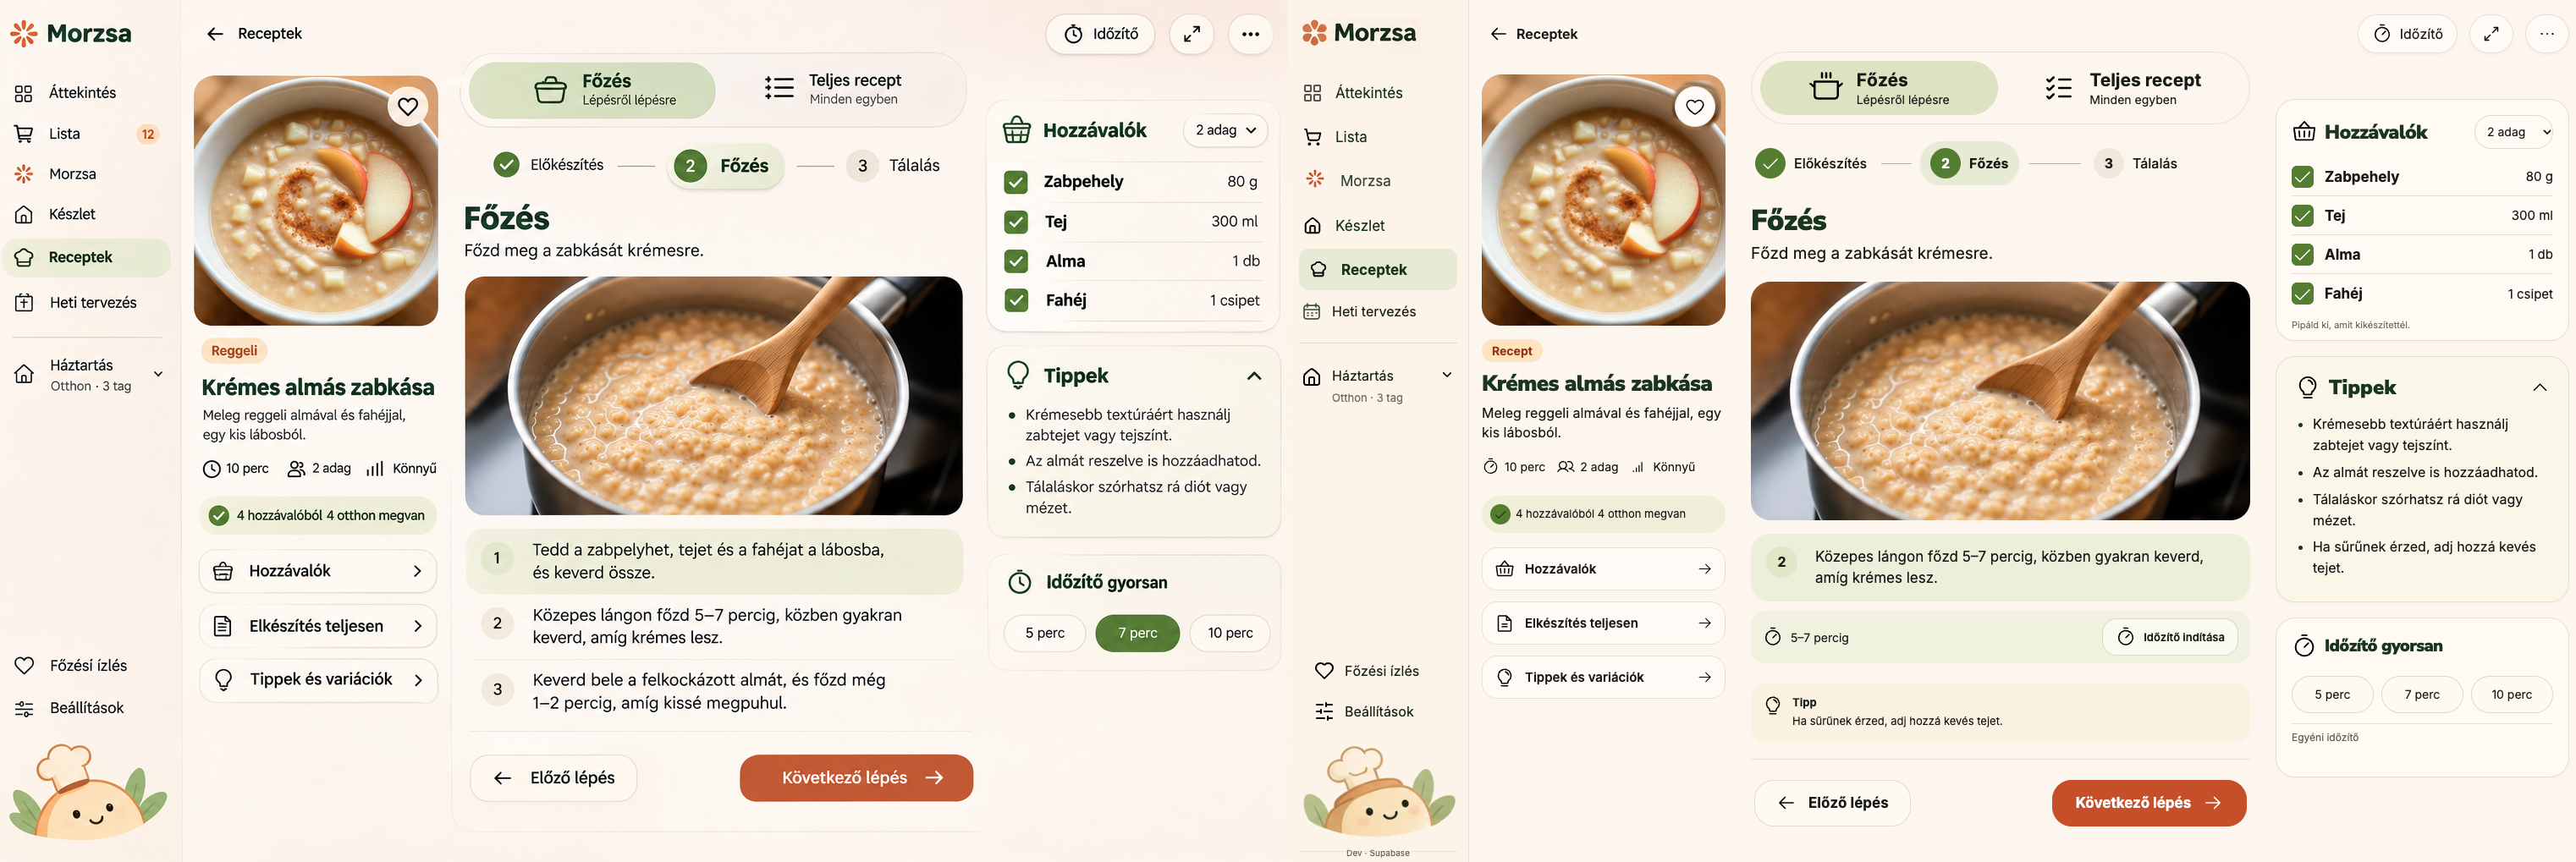 Morzsa
Áttekintés
Lista 12
Morzsa
Készlet
Receptek
Heti tervezés
Háztartás
Otthon · 3 tag
Főzési ízlés
Beállítások
Receptek
Időzítő
Reggeli
Krémes almás zabkása
Meleg reggeli almával és fahéjjal,
egy kis lábosból.
10 perc 2 adag Könnyű
4 hozzávalóból 4 otthon megvan
Hozzávalók
Elkészítés teljesen
Tippek és variációk
Főzés
Lépésről lépésre
Teljes recept
Minden egyben
Előkészítés 2 Főzés 3 Tálalás
Főzés
Főzd meg a zabkását krémesre.
1 Tedd a zabpelyhet, tejet és a fahéjat a lábosba,
és keverd össze.
2 Közepes lángon főzd 5–7 percig, közben gyakran
keverd, amíg krémes lesz.
3 Keverd bele a felkockázott almát, és főzd még
1–2 percig, amíg kissé megpuhul.
Előző lépés
Következő lépés
Hozzávalók 2 adag
Zabpehely 80 g
Tej 300 ml
Alma 1 db
Fahéj 1 csipet
Tippek
Krémesebb textúráért használj
zabtejet vagy tejszínt.
Az almát reszelve is hozzáadhatod.
Tálaláskor szórhatsz rá diót vagy
mézet.
Időzítő gyorsan
5 perc 7 perc 10 perc
Morzsa
Áttekintés
Lista
Morzsa
Készlet
Receptek
Heti tervezés
Háztartás
Otthon · 3 tag
Főzési ízlés
Beállítások
Dev · Supabase
Receptek
Időzítő
Recept
Krémes almás zabkása
Meleg reggeli almával és fahéjjal, egy
kis lábosból.
10 perc 2 adag Könnyű
4 hozzávalóból 4 otthon megvan
Hozzávalók
Elkészítés teljesen
Tippek és variációk
Főzés
Lépésről lépésre
Teljes recept
Minden egyben
Előkészítés 2 Főzés 3 Tálalás
Főzés
Főzd meg a zabkását krémesre.
2 Közepes lángon főzd 5–7 percig, közben gyakran keverd,
amíg krémes lesz.
5–7 percig
Időzítő indítása
Tipp
Ha sűrűnek érzed, adj hozzá kevés tejet.
Előző lépés
Következő lépés
Hozzávalók 2 adag
Zabpehely 80 g
Tej 300 ml
Alma 1 db
Fahéj 1 csipet
Pipáld ki, amit kikészítettél.
Tippek
Krémesebb textúráért használj
zabtejet vagy tejszínt.
Az almát reszelve is hozzáadhatod.
Tálaláskor szórhatsz rá diót vagy
mézet.
Ha sűrűnek érzed, adj hozzá kevés
tejet.
Időzítő gyorsan
5 perc 7 perc 10 perc
Egyéni időzítő